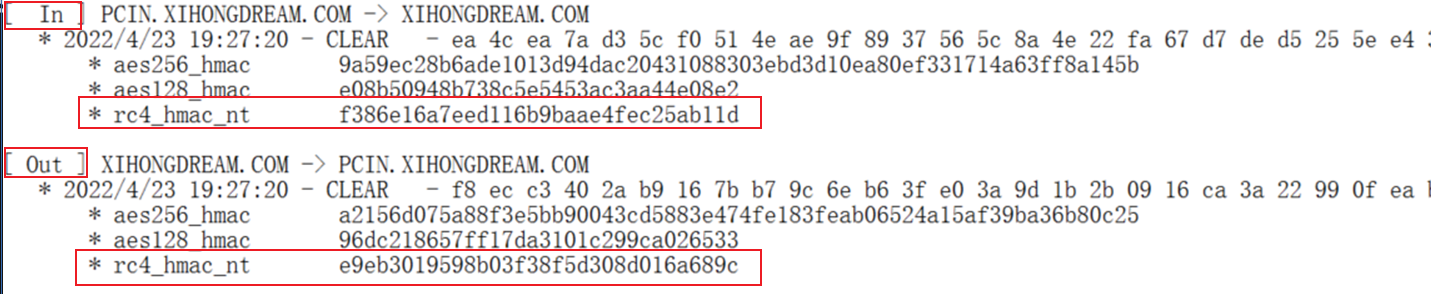 [  In ] PCIN.XIHONGDREAM.COM -> XIHONGDREAM.COM
* 2022/4/23 19:27:20 - CLEAR   - ea 4c ea 7a d3 5c f0 51 4e ae 9f 89 37 56 5c 8a 4e 22 fa 67 d7 de d5 25 5e e4
* aes256_hmac       9a59ec28b6ade1013d94dac20431088303ebd3d10ea80ef331714a63ff8a145b
* aes128_hmac       e08b50948b738c5e5453ac3aa44e08e2
* rc4_hmac_nt       f386e16a7eed116b9baae4fec25ab11d
[ Out ] XIHONGDREAM.COM -> PCIN.XIHONGDREAM.COM
* 2022/4/23 19:27:20 - CLEAR   - f8 ec c3 40 2a b9 16 7b b7 9c 6e b6 3f e0 3a 9d 1b 2b 09 16 ca 3a 22 99 0f ea
* aes256_hmac       a2156d075a88f3e5bb90043cd5883e474fe183feab06524a15af39ba36b80c25
* aes128_hmac       96dc218657ff17da3101c299ca026533
* rc4_hmac_nt       e9eb3019598b03f38f5d308d016a689c